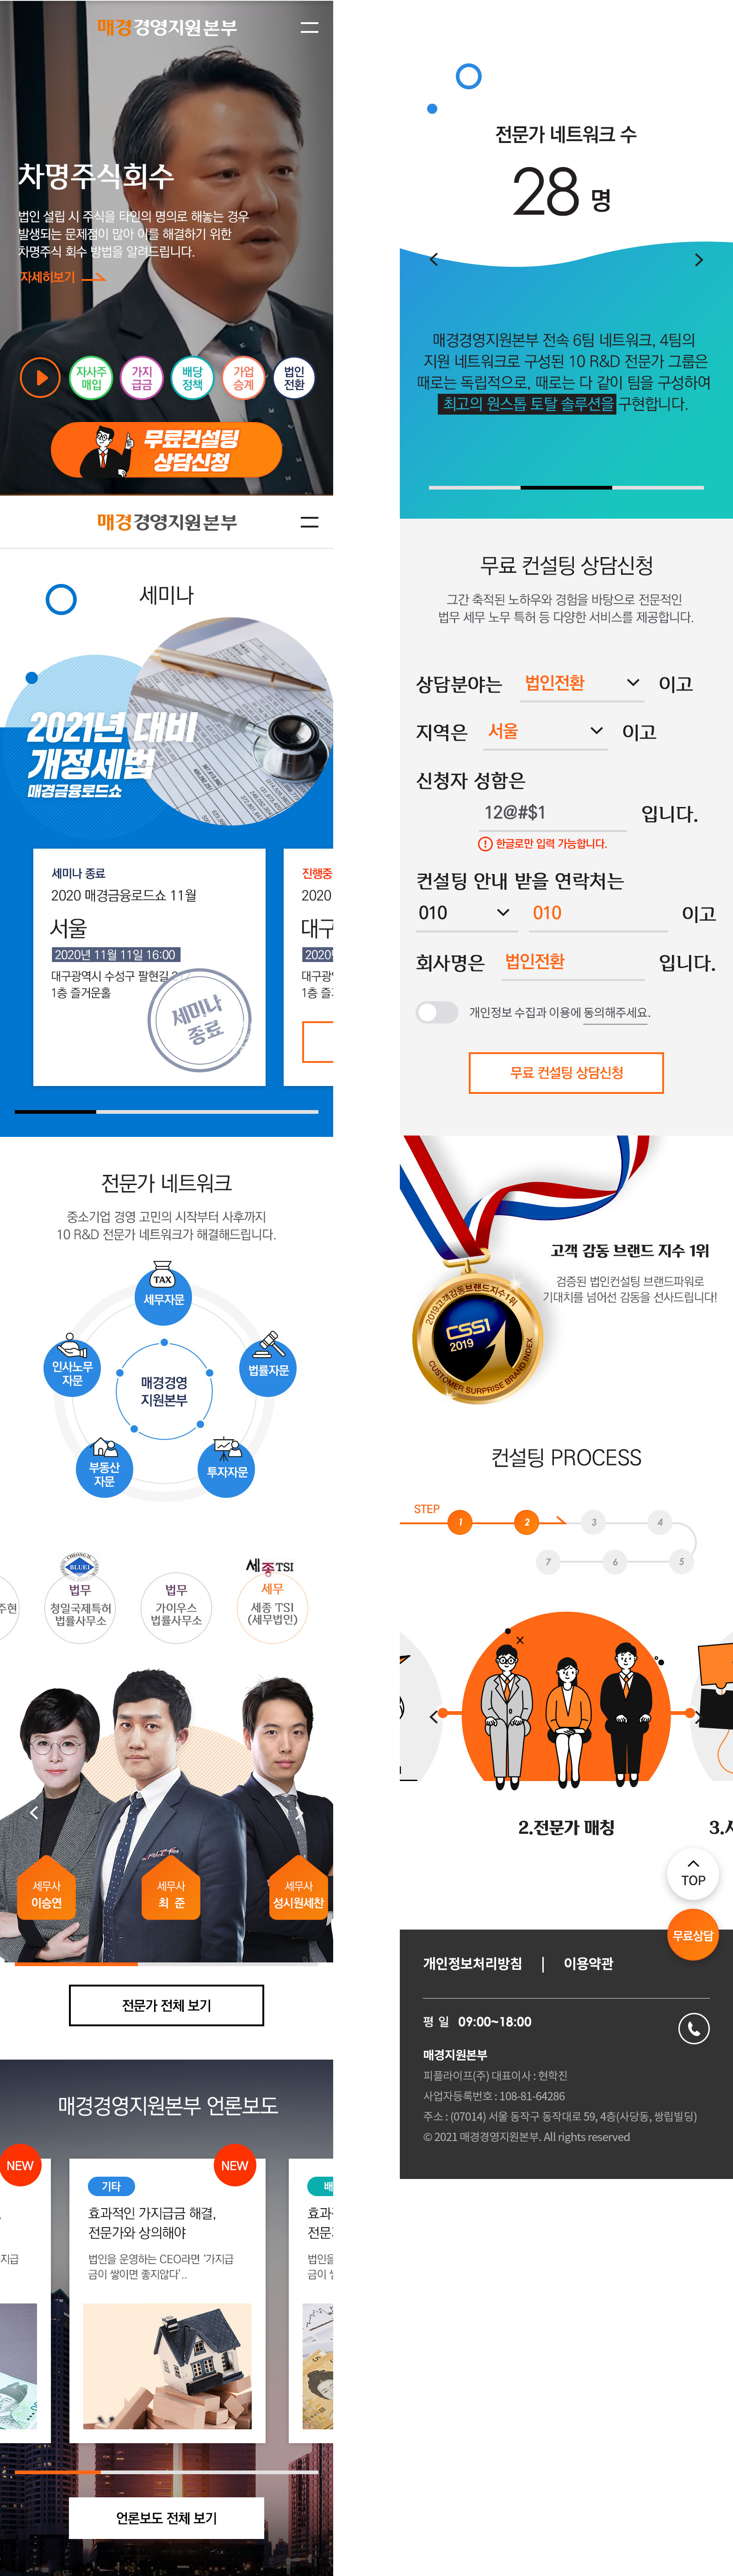 매경경영지원본부
차명주식회수
법인 설립 시 주식을 타인의 명의로 해놓는 경우
발생되는 문제점이 많아 이를 해결하기 위한
차명주식 회수 방법을 알려드립니다.
자세히보기
자사주
매입
가지
급금
배당
정책
가업
승계
법인
전환
무료컨설팅
상담신청
매경경영지원본부
세미나
2021년 대비
개정세법
매경금융로드쇼
세미나 종료
2020 매경금융로드쇼 11월
서울
2020년 11월 11일 16:00
대구광역시 수성구 팔현길 212
1층 즐거운홀
세미나
종료
진행중
2020
대구
2020년
대구광
1층 즐
전문가 네트워크
중소기업 경영 고민의 시작부터 사후까지
10 R&D 전문가 네트워크가 해결해드립니다.
TAX
세무자문
인사노무
자문
법률자문
매경경영
지원본부
부동산
자문
투자자문
주현
CHEONG IL
BLUEI
법무
청일국제특허
법률사무소
법무
가이우스
법률사무소
세종TSI
세무
세종 TSI
(세무법인)
세무사
이승연
세무사
최 준
세무사
성시원세찬
전문가 전체 보기
매경경영지원본부 언론보도
NEW
NEW
지급
기타
효과적인 가지급금 해결,
전문가와 상의해야
법인을 운영하는 CEO라면 '가지급
금이 쌓이면 좋지않다'..
배
효과
전문
법인을
금이 쌓
언론보도 전체 보기
전문가 네트워크 수
28 명
매경경영지원본부 전속 6팀 네트워크, 4팀의
지원 네트워크로 구성된 10 R&D 전문가 그룹은
때로는 독립적으로, 때로는 다 같이 팀을 구성하여
최고의 원스톱 토탈 솔루션을 구현합니다.
무료 컨설팅 상담신청
그간 축적된 노하우와 경험을 바탕으로 전문적인
법무 세무 노무 특허 등 다양한 서비스를 제공합니다.
상담분야는 법인전환 이고
지역은 서울 이고
신청자 성함은
12@#$1 입니다.
한글로만 입력 가능합니다.
컨설팅 안내 받을 연락처는
010 010 이고
회사명은 법인전환 입니다.
개인정보 수집과 이용에 동의해주세요.
무료 컨설팅 상담신청
고객 감동 브랜드 지수 1위
검증된 법인컨설팅 브랜드파워로
기대치를 넘어선 감동을 선사드립니다!
2019고객감동브랜드지수1위
CSS1
2019
CUSTOMER SURPRISE BRAND INDEX
컨설팅 PROCESS
STEP
1 2 3 4
7 6 5
2.전문가 매칭
3.사
TOP
무료상담
개인정보처리방침 | 이용약관
평 일 09:00~18:00
매경지원본부
피플라이프(주) 대표이사 : 현학진
사업자등록번호 : 108-81-64286
주소 : (07014) 서울 동작구 동작대로 59, 4층(사당동, 쌍립빌딩)
© 2021 매경경영지원본부. All rights reserved